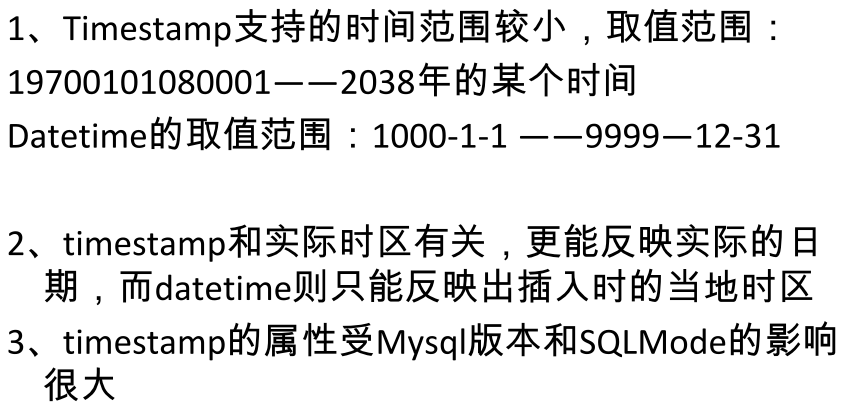 1、Timestamp支持的时间范围较小，取值范围：
19700101080001——2038年的某个时间
Datetime的取值范围：1000-1-1 ——9999—12-31
2、timestamp和实际时区有关，更能反映实际的日
期，而datetime则只能反映出插入时的当地时区
3、timestamp的属性受Mysql版本和SQLMode的影响
很大